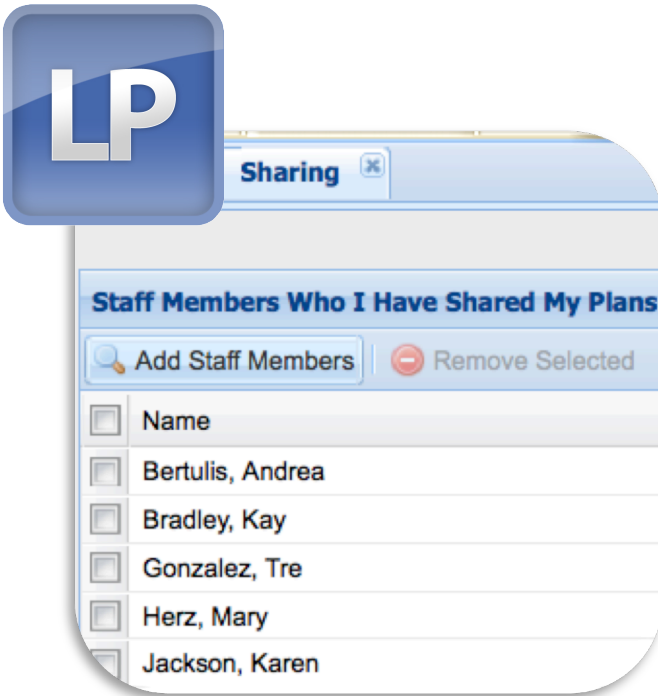 LP
Sharing
Staff Members Who I Have Shared My Plans
Add Staff Members Remove Selected
Name
Bertulis, Andrea
Bradley, Kay
Gonzalez, Tre
Herz, Mary
Jackson, Karen